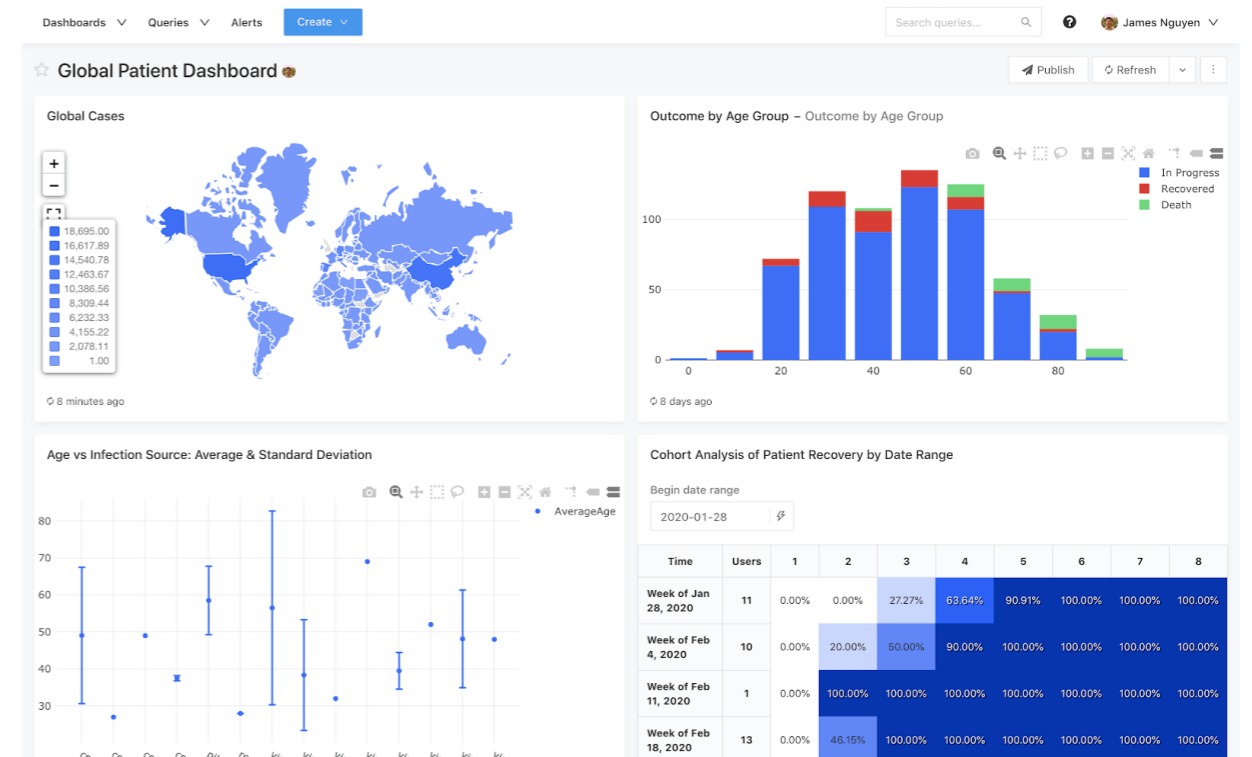 Dashboards Queries Alerts Create Search queries... James Nguyen
Global Patient Dashboard Publish Refresh
Global Cases
+
−
18,695.00
16,617.89
14,540.78
12,463.67
10,386.56
8,309.44
6,232.33
4,155.22
2,078.11
1.00
8 minutes ago
Outcome by Age Group – Outcome by Age Group
In Progress
Recovered
Death
100
50
0
0 20 40 60 80
8 days ago
Age vs Infection Source: Average & Standard Deviation
AverageAge
80
70
60
50
40
30
Cohort Analysis of Patient Recovery by Date Range
Begin date range
2020-01-28
Time Users 1 2 3 4 5 6 7 8
Week of Jan 28, 2020 11 0.00% 0.00% 27.27% 63.64% 90.91% 100.00% 100.00% 100.00%
Week of Feb 4, 2020 10 0.00% 20.00% 50.00% 90.00% 100.00% 100.00% 100.00% 100.00%
Week of Feb 11, 2020 1 0.00% 100.00% 100.00% 100.00% 100.00% 100.00% 100.00% 100.00%
Week of Feb 18, 2020 13 0.00% 46.15% 100.00% 100.00% 100.00% 100.00% 100.00% 100.00%